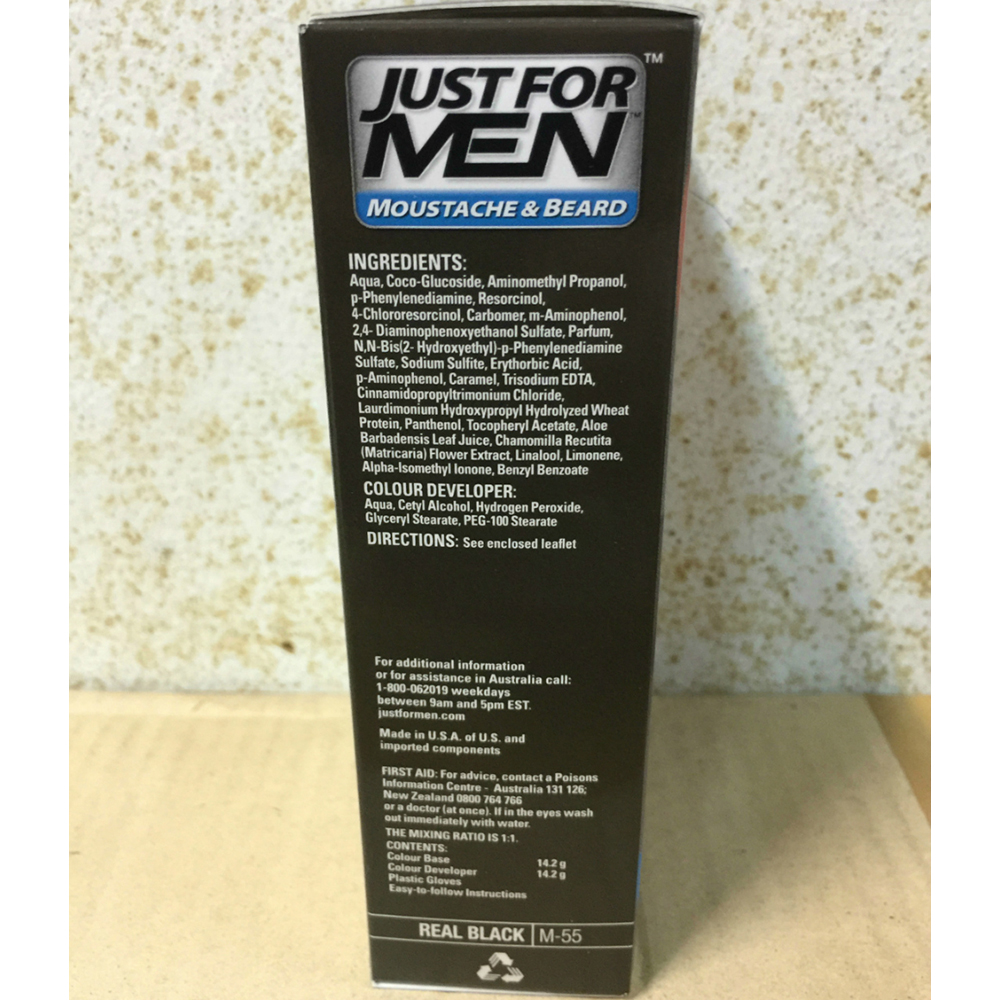 JUST FOR ™
MEN™
MOUSTACHE & BEARD
INGREDIENTS:
Aqua, Coco-Glucoside, Aminomethyl Propanol,
p-Phenylenediamine, Resorcinol,
4-Chlororesorcinol, Carbomer, m-Aminophenol,
2,4- Diaminophenoxyethanol Sulfate, Parfum,
N,N-Bis(2- Hydroxyethyl)-p-Phenylenediamine
Sulfate, Sodium Sulfite, Erythorbic Acid,
p-Aminophenol, Caramel, Trisodium EDTA,
Cinnamidopropyltrimonium Chloride,
Laurdimonium Hydroxypropyl Hydrolyzed Wheat
Protein, Panthenol, Tocopheryl Acetate, Aloe
Barbadensis Leaf Juice, Chamomilla Recutita
(Matricaria) Flower Extract, Linalool, Limonene,
Alpha-Isomethyl Ionone, Benzyl Benzoate
COLOUR DEVELOPER:
Aqua, Cetyl Alcohol, Hydrogen Peroxide,
Glyceryl Stearate, PEG-100 Stearate
DIRECTIONS: See enclosed leaflet
For additional information
or for assistance in Australia call:
1-800-062019 weekdays
between 9am and 5pm EST.
justformen.com
Made in U.S.A. of U.S. and
imported components
FIRST AID: For advice, contact a Poisons
Information Centre - Australia 131 126;
New Zealand 0800 764 766
or a doctor (at once). If in the eyes wash
out immediately with water.
THE MIXING RATIO IS 1:1.
CONTENTS:
Colour Base 14.2 g
Colour Developer 14.2 g
Plastic Gloves
Easy-to-follow Instructions
REAL BLACK M-55